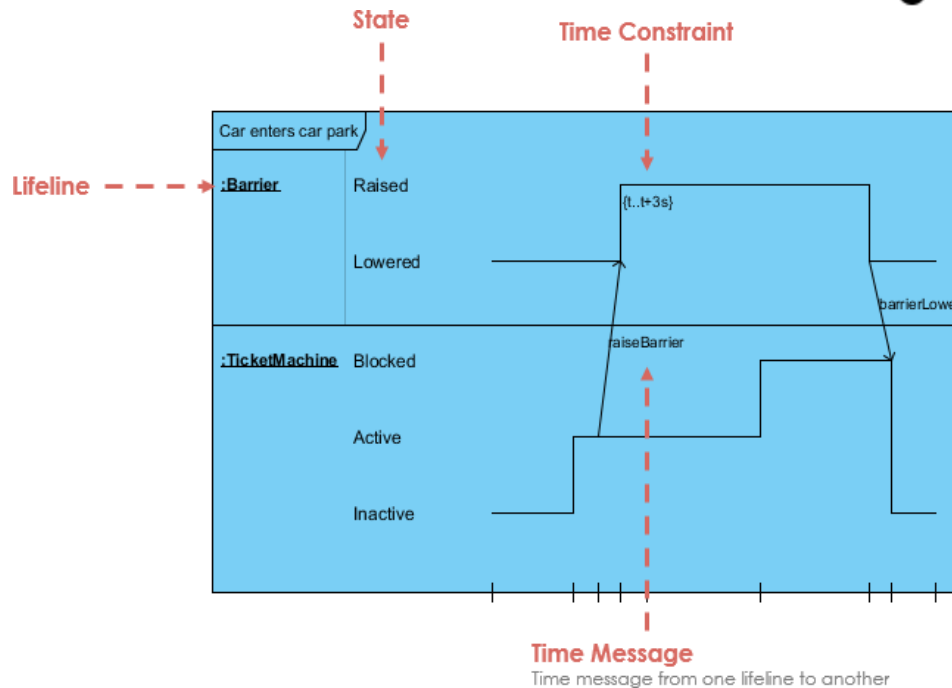 State
Time Constraint
Car enters car park
Lifeline
:Barrier
Raised
{t..t+3s}
Lowered
raiseBarrier
:TicketMachine
Blocked
Active
Inactive
Time Message
Time message from one lifeline to another